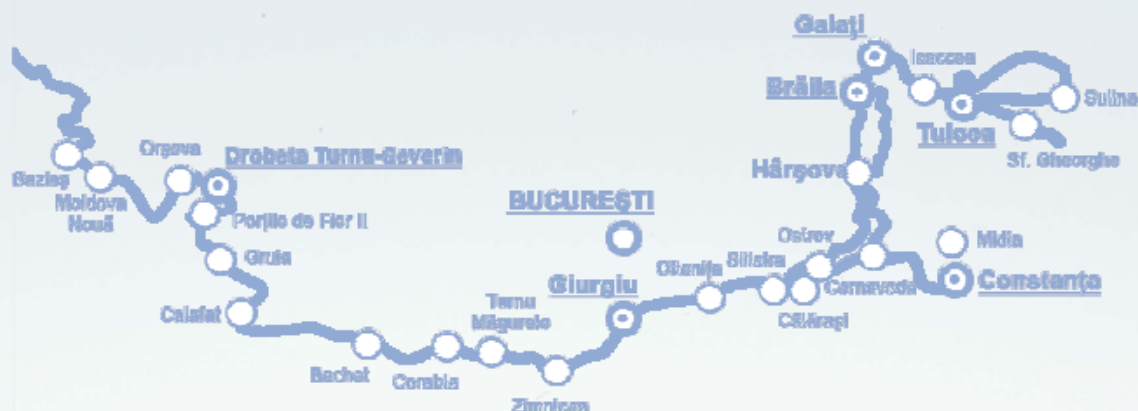 Galați
Isaccea
Brăila
Sulina
Tulcea
Orșova
Drobeta Turnu-Severin
Sf. Gheorghe
Baziaș
Hârșova
Moldova
Nouă
BUCUREȘTI
Porțile de Fier II
Ostrov
Midia
Gruia
Silistra
Oltenița
Giurgiu
Constanța
Cernavoda
Turnu
Măgurele
Calafat
Călărași
Bechet
Corabia
Zimnicea